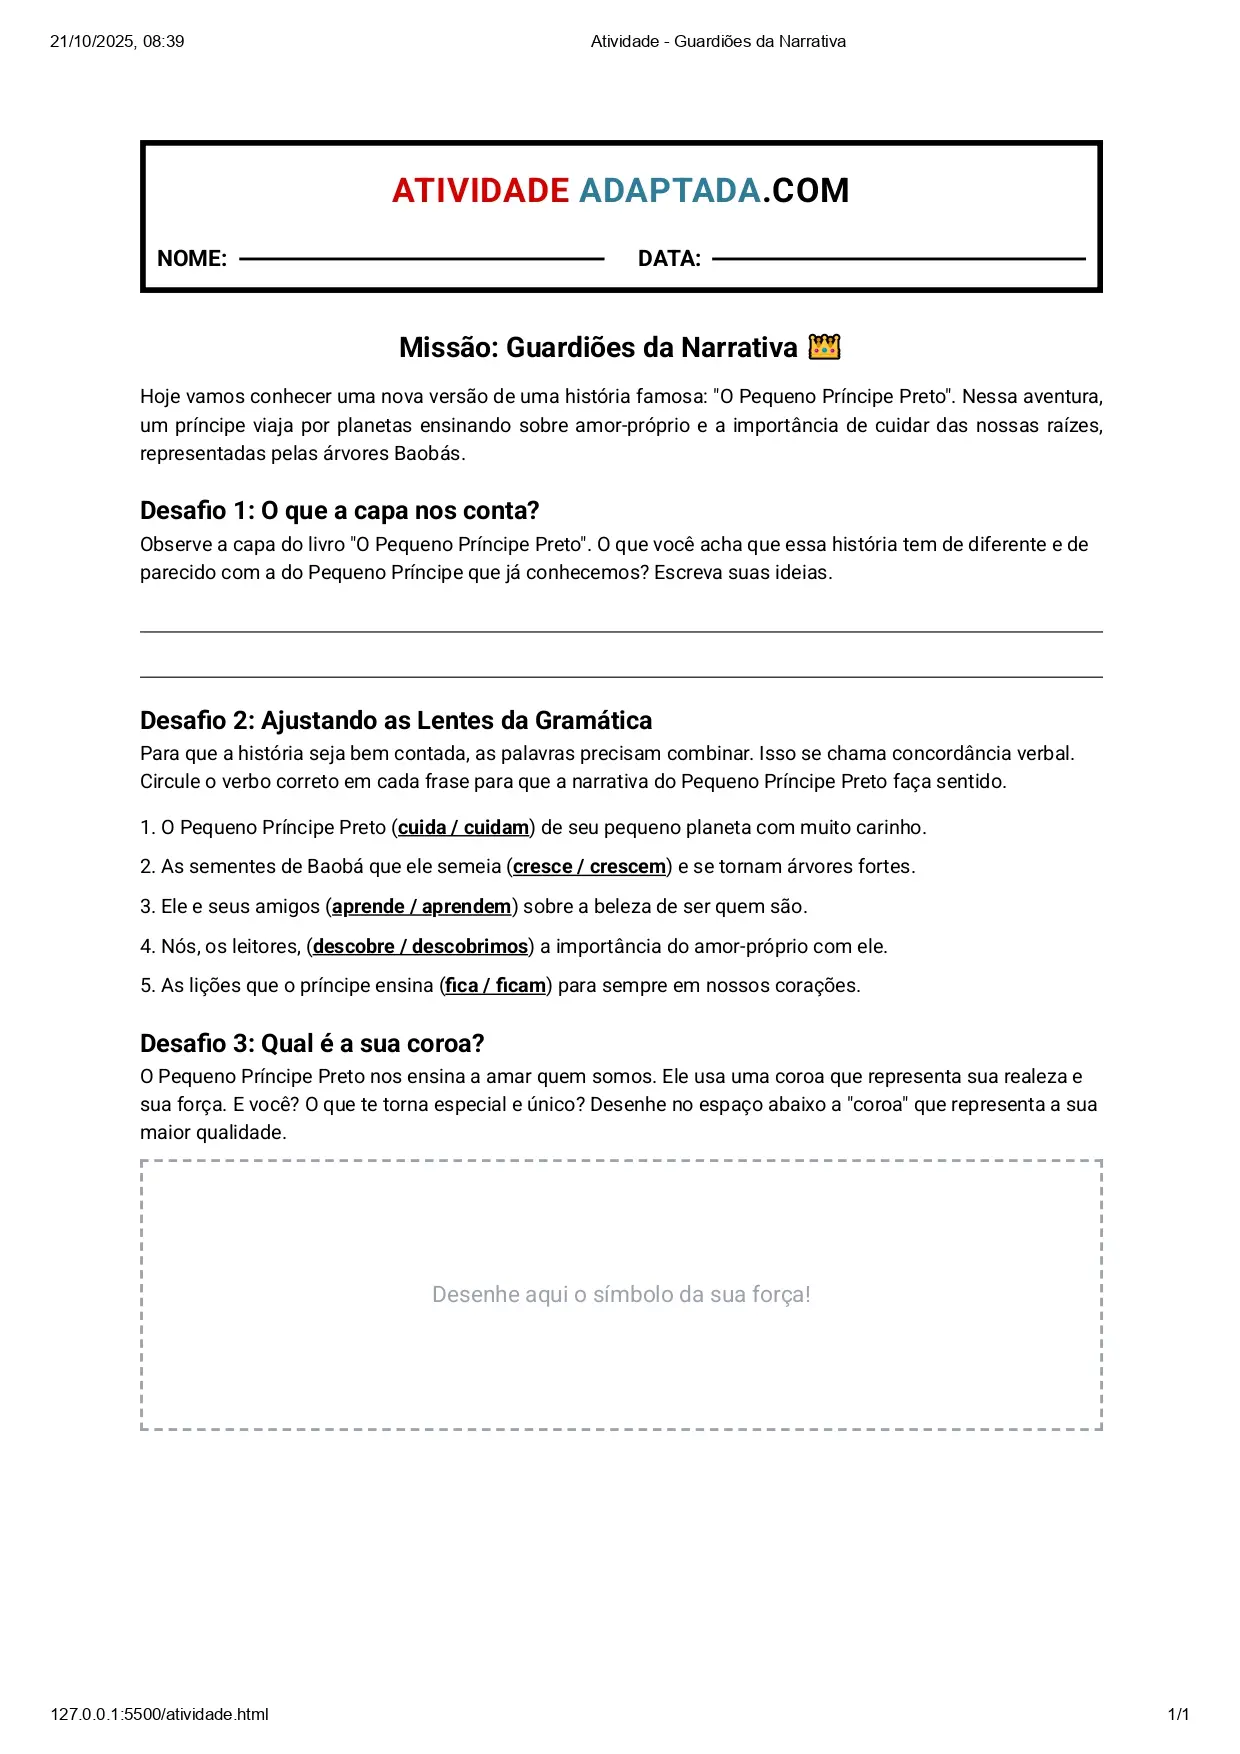 21/10/2025, 08:39 Atividade - Guardiões da Narrativa
ATIVIDADE ADAPTADA.COM
NOME: DATA:
Missão: Guardiões da Narrativa 👑
Hoje vamos conhecer uma nova versão de uma história famosa: "O Pequeno Príncipe Preto". Nessa aventura,
um príncipe viaja por planetas ensinando sobre amor-próprio e a importância de cuidar das nossas raízes,
representadas pelas árvores Baobás.
Desafio 1: O que a capa nos conta?
Observe a capa do livro "O Pequeno Príncipe Preto". O que você acha que essa história tem de diferente e de
parecido com a do Pequeno Príncipe que já conhecemos? Escreva suas ideias.
Desafio 2: Ajustando as Lentes da Gramática
Para que a história seja bem contada, as palavras precisam combinar. Isso se chama concordância verbal.
Circule o verbo correto em cada frase para que a narrativa do Pequeno Príncipe Preto faça sentido.
1. O Pequeno Príncipe Preto (cuida / cuidam) de seu pequeno planeta com muito carinho.
2. As sementes de Baobá que ele semeia (cresce / crescem) e se tornam árvores fortes.
3. Ele e seus amigos (aprende / aprendem) sobre a beleza de ser quem são.
4. Nós, os leitores, (descobre / descobrimos) a importância do amor-próprio com ele.
5. As lições que o príncipe ensina (fica / ficam) para sempre em nossos corações.
Desafio 3: Qual é a sua coroa?
O Pequeno Príncipe Preto nos ensina a amar quem somos. Ele usa uma coroa que representa sua realeza e
sua força. E você? O que te torna especial e único? Desenhe no espaço abaixo a "coroa" que representa a sua
maior qualidade.
Desenhe aqui o símbolo da sua força!
127.0.0.1:5500/atividade.html 1/1